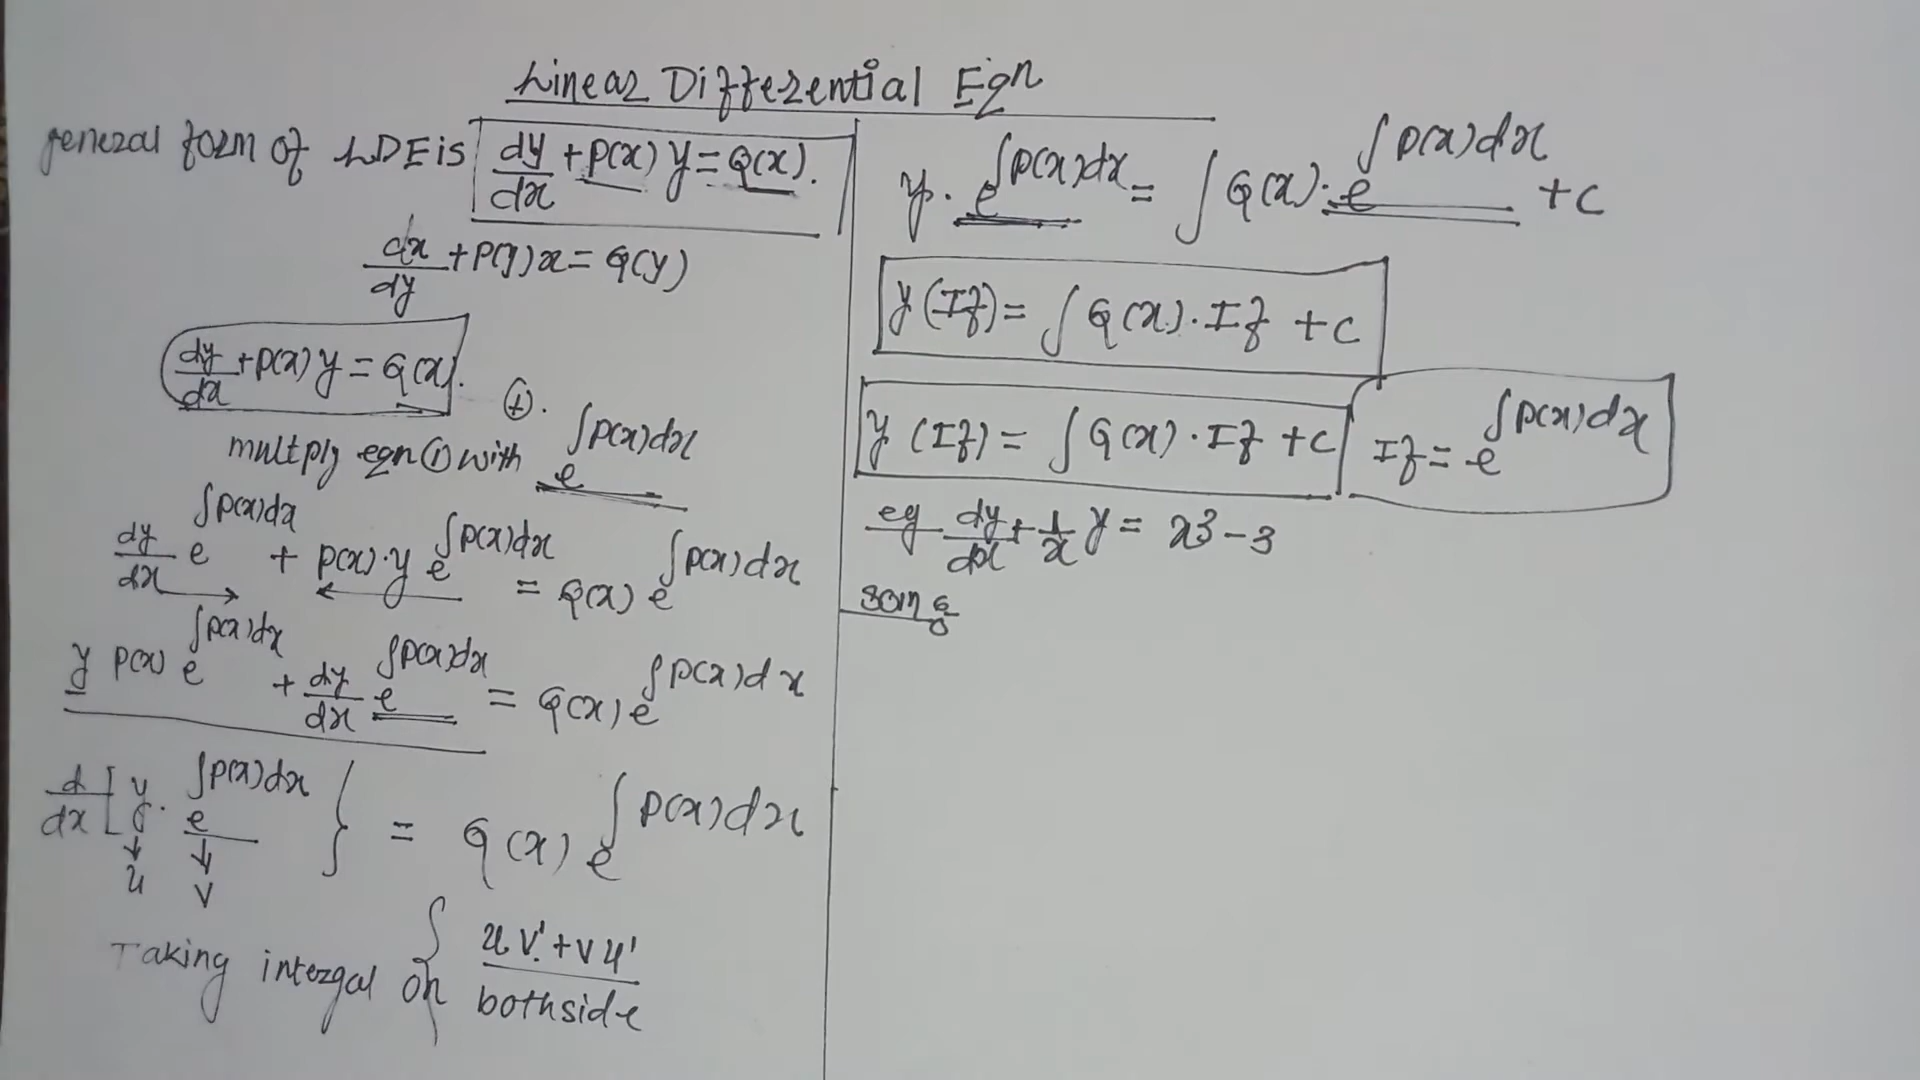 Linear Differential Eqn
general form of LDE is dy/dx + P(x) y = Q(x).
dx/dy + P(y) x = Q(y)
dy/dx + P(x) y = Q(x).
①.
multply eqn ① with e^∫P(x)dx
dy/dx e^∫P(x)dx + P(x)·y e^∫P(x)dx = Q(x) e^∫P(x)dx
y P(x) e^∫P(x)dx + dy/dx e^∫P(x)dx = Q(x) e^∫P(x)dx
d/dx [ y · e^∫P(x)dx } = Q(x) e^∫P(x)dx
↓ ↓
u v
{ uv' + vu'
Taking intergal on bothside
y · e^∫P(x)dx = ∫ Q(x) · e^∫P(x)dx + c
y (If) = ∫ Q(x) · If + c
y (If) = ∫ Q(x) · If + c
If = e^∫P(x)dx
eg dy/dx + 1/x y = x3 - 3
soln :